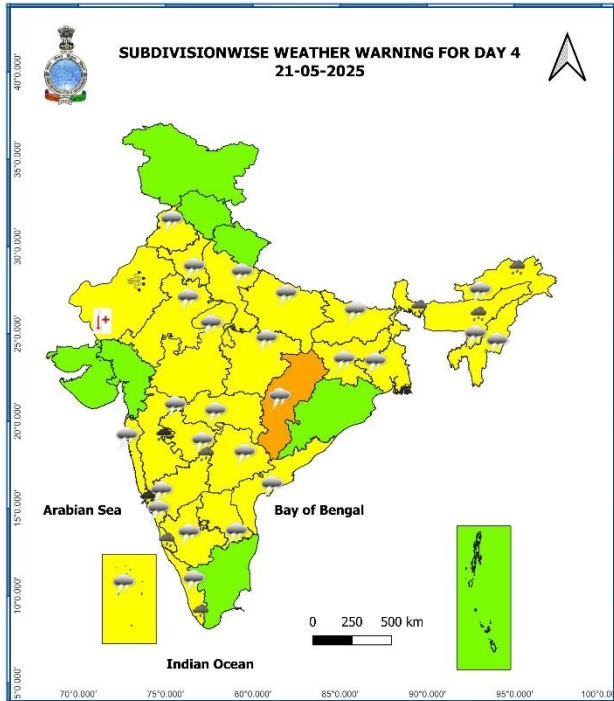 SUBDIVISIONWISE WEATHER WARNING FOR DAY 4
21-05-2025
40°0.000'
35°0.000'
30°0.000'
25°0.000'
20°0.000'
15°0.000'
10°0.000'
5°0.000'
Arabian Sea
Bay of Bengal
0 250 500 km
Indian Ocean
70°0.000' 75°0.000' 80°0.000' 85°0.000' 90°0.000' 95°0.000' 100°0.000'